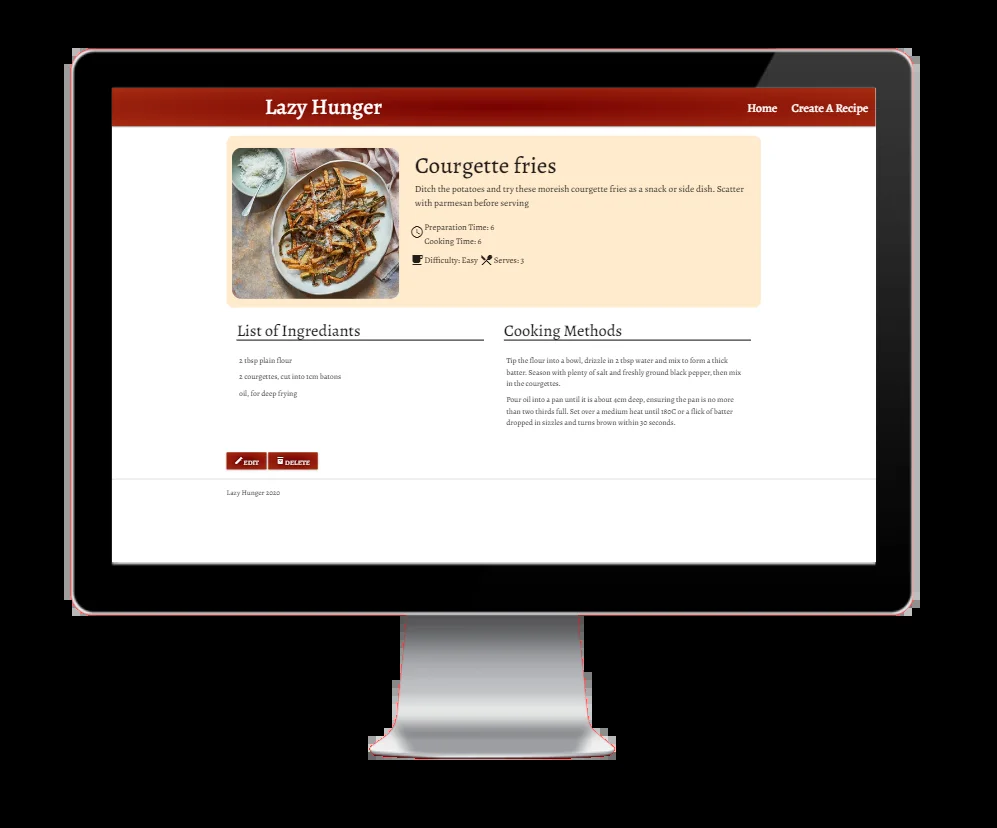 Lazy Hunger
Home Create A Recipe
Courgette fries
Ditch the potatoes and try these moreish courgette fries as a snack or side dish. Scatter
with parmesan before serving
Preparation Time: 6
Cooking Time: 6
Difficulty: Easy Serves: 3
List of Ingrediants
2 tbsp plain flour
2 courgettes, cut into 1cm batons
oil, for deep frying
Cooking Methods
Tip the flour into a bowl, drizzle in 2 tbsp water and mix to form a thick
batter. Season with plenty of salt and freshly ground black pepper, then mix
in the courgettes.
Pour oil into a pan until it is about 4cm deep, ensuring the pan is no more
than two thirds full. Set over a medium heat until 180C or a flick of batter
dropped in sizzles and turns brown within 30 seconds.
EDIT DELETE
Lazy Hunger 2020